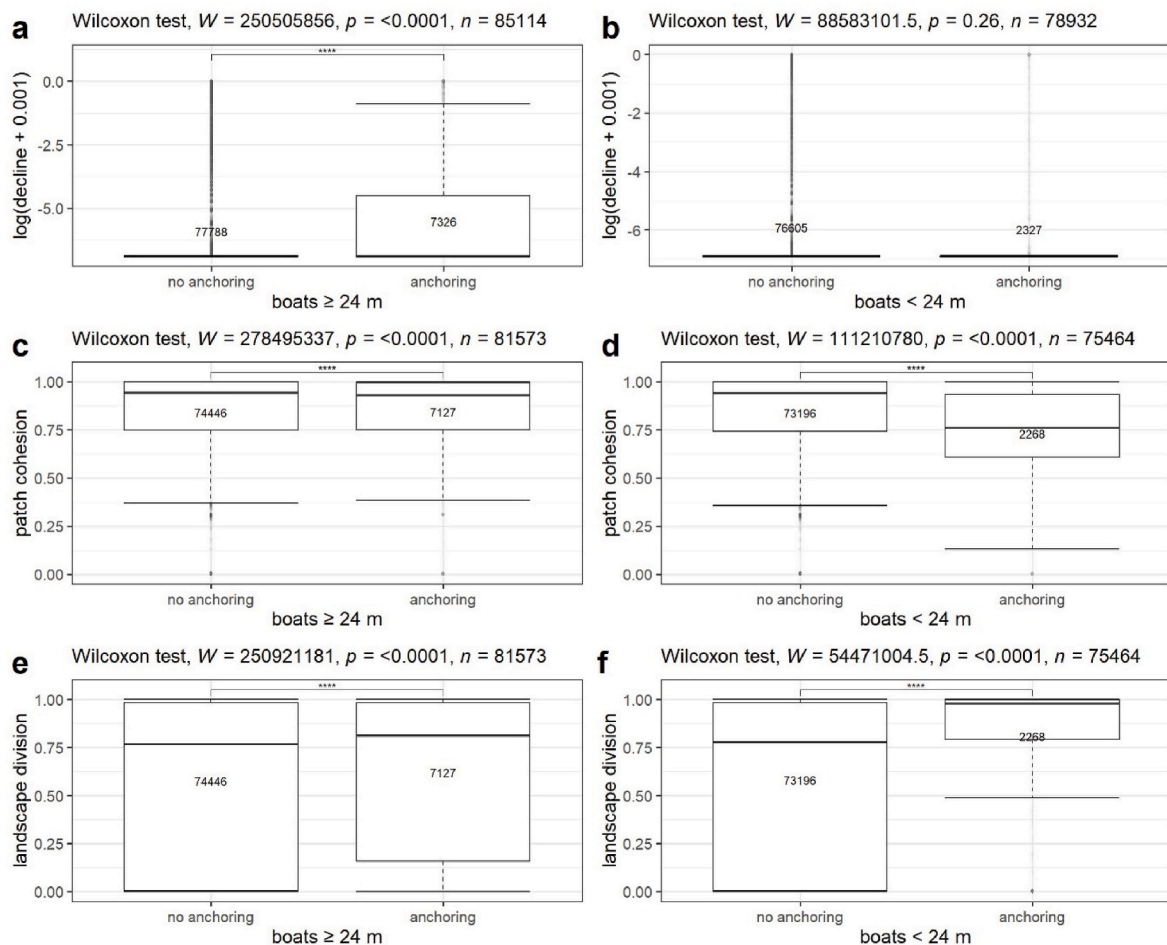 a Wilcoxon test, W = 250505856, p = <0.0001, n = 85114
****
log(decline + 0.001)
0.0
-2.5
-5.0
77788
7326
no anchoring
anchoring
boats ≥ 24 m
b Wilcoxon test, W = 88583101.5, p = 0.26, n = 78932
log(decline + 0.001)
0
-2
-4
-6
76605
2327
no anchoring
anchoring
boats < 24 m
c Wilcoxon test, W = 278495337, p = <0.0001, n = 81573
****
patch cohesion
1.00
0.75
0.50
0.25
0.00
74446
7127
no anchoring
anchoring
boats ≥ 24 m
d Wilcoxon test, W = 111210780, p = <0.0001, n = 75464
****
patch cohesion
1.00
0.75
0.50
0.25
0.00
73196
2268
no anchoring
anchoring
boats < 24 m
e Wilcoxon test, W = 250921181, p = <0.0001, n = 81573
****
landscape division
1.00
0.75
0.50
0.25
0.00
74446
7127
no anchoring
anchoring
boats ≥ 24 m
f Wilcoxon test, W = 54471004.5, p = <0.0001, n = 75464
****
landscape division
1.00
0.75
0.50
0.25
0.00
73196
2268
no anchoring
anchoring
boats < 24 m